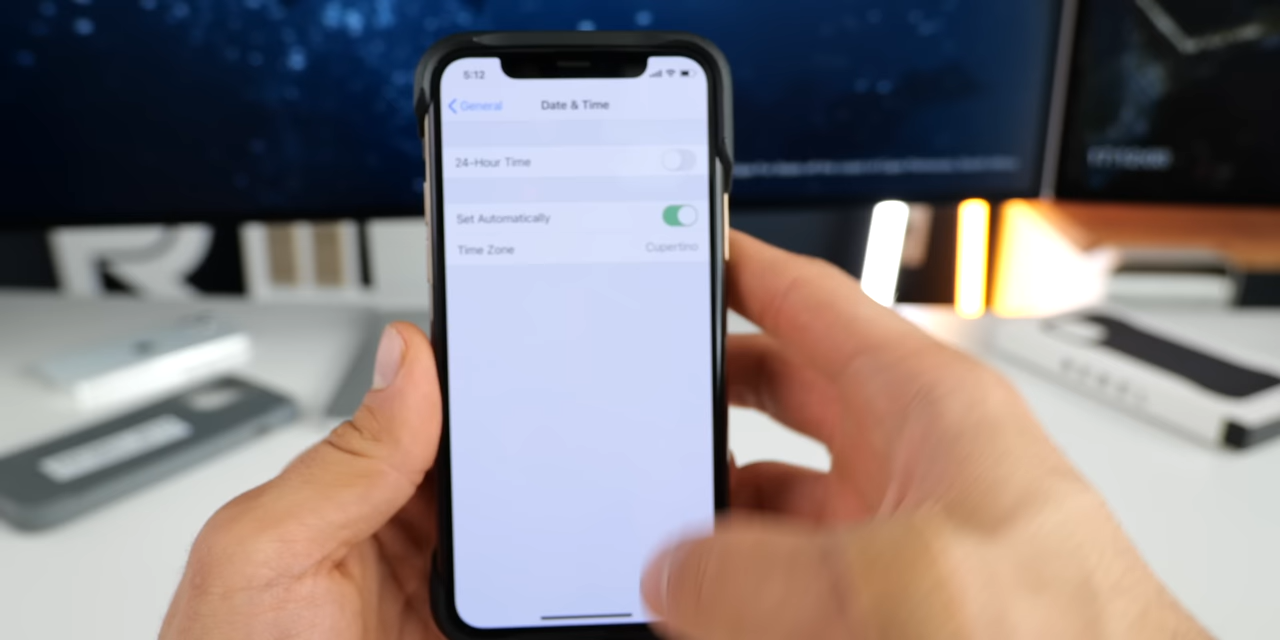 5:12
General
Date & Time
24-Hour Time
Set Automatically
Time Zone
Cupertino